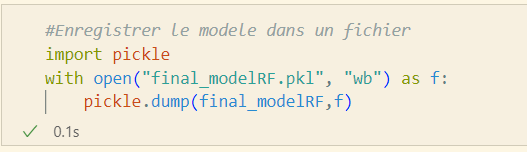 #Enregistrer le modele dans un fichier
import pickle
with open("final_modelRF.pkl", "wb") as f:
    pickle.dump(final_modelRF,f)
0.1s